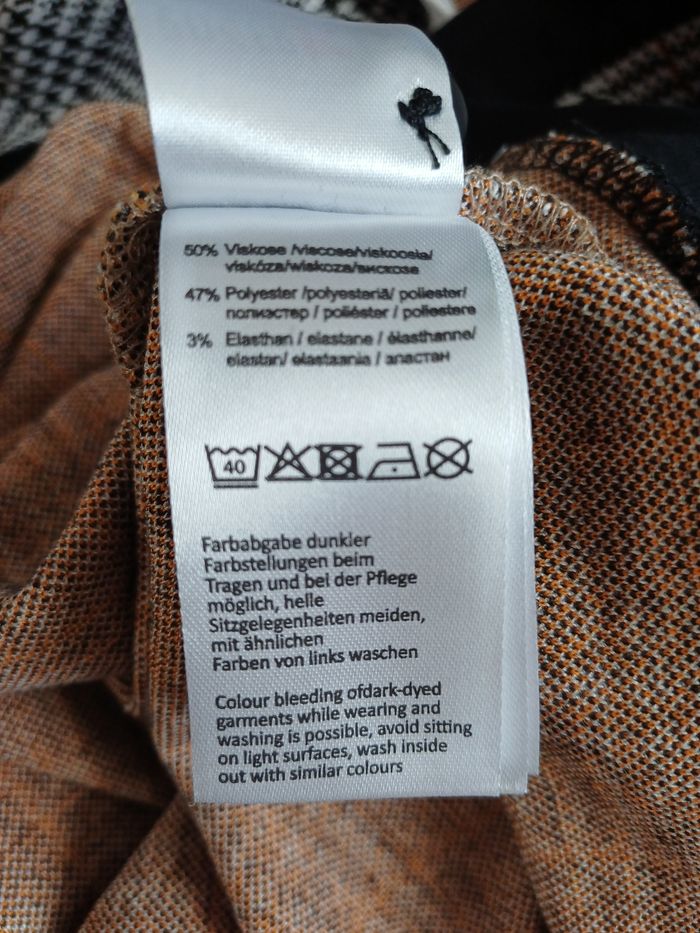 50% Viskose /viscose/viskoosia/
viskóza/wiskoza/вискоза
47% Polyester /polyesteriä/ poliester/
полиэстер / poliészter / poliestere
3% Elasthan / elastane / élasthanne/
elastan/ elastaania / эластан
40
Farbabgabe dunkler
Farbstellungen beim
Tragen und bei der Pflege
möglich, helle
Sitzgelegenheiten meiden,
mit ähnlichen
Farben von links waschen
Colour bleeding ofdark-dyed
garments while wearing and
washing is possible, avoid sitting
on light surfaces, wash inside
out with similar colours